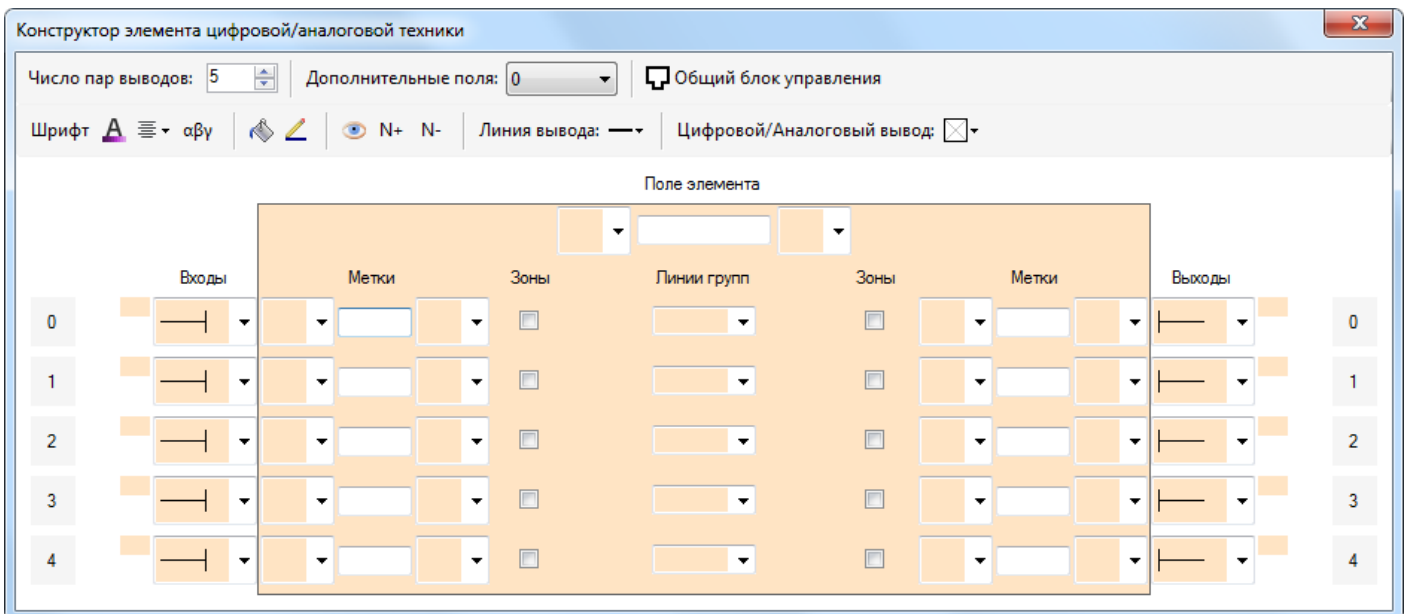 Конструктор элемента цифровой/аналоговой техники
Число пар выводов: 5 Дополнительные поля: 0 Общий блок управления
Шрифт A αβγ N+ N- Линия вывода: Цифровой/Аналоговый вывод:
Поле элемента
Входы Метки Зоны Линии групп Зоны Метки Выходы
0 0
1 1
2 2
3 3
4 4